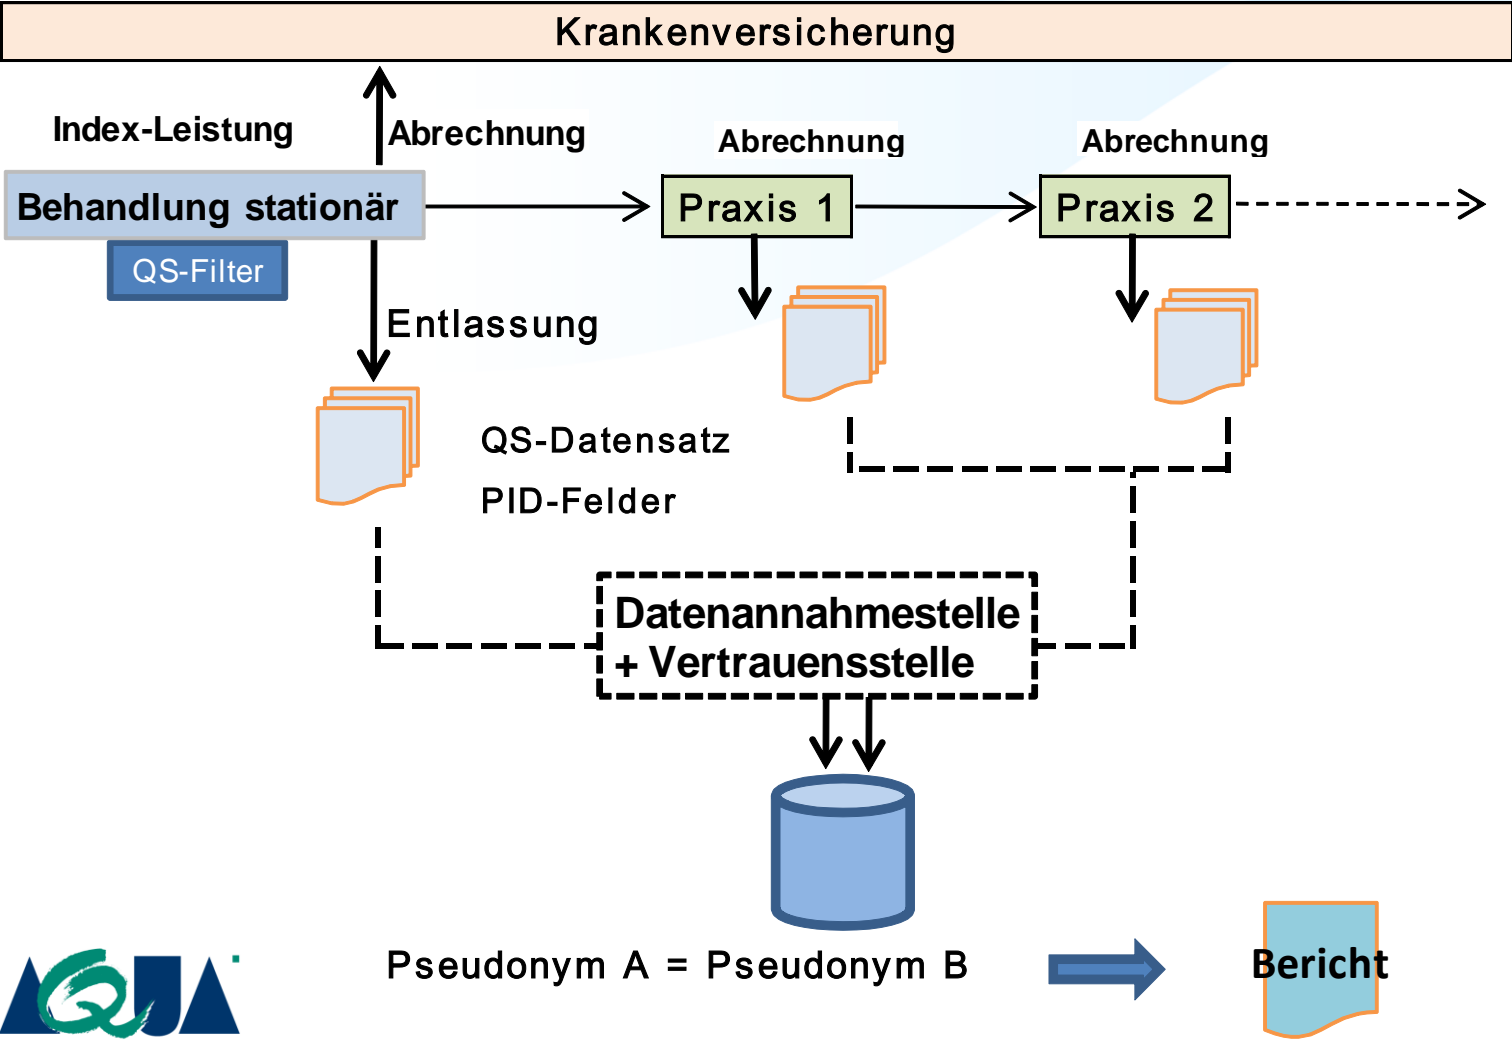 Krankenversicherung
Index-Leistung
Abrechnung
Abrechnung
Abrechnung
Behandlung stationär
Praxis 1
Praxis 2
QS-Filter
Entlassung
QS-Datensatz
PID-Felder
Datenannahmestelle
+ Vertrauensstelle
Pseudonym A = Pseudonym B
Bericht
AQUA